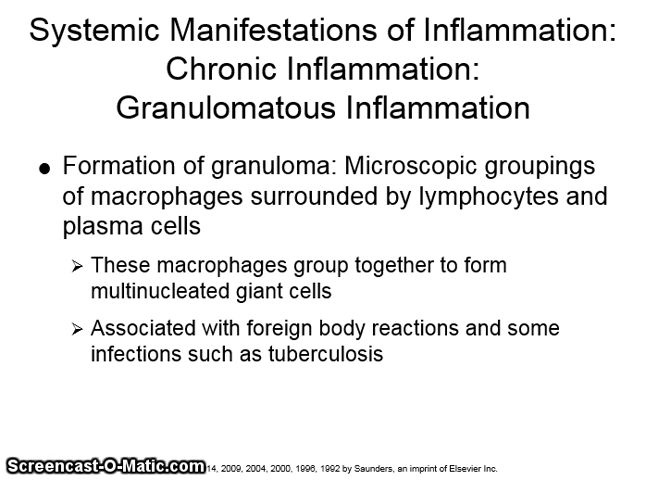 Systemic Manifestations of Inflammation:
Chronic Inflammation:
Granulomatous Inflammation
● Formation of granuloma: Microscopic groupings
of macrophages surrounded by lymphocytes and
plasma cells
➢ These macrophages group together to form
multinucleated giant cells
➢ Associated with foreign body reactions and some
infections such as tuberculosis
Screencast-O-Matic.com 14, 2009, 2004, 2000, 1996, 1992 by Saunders, an imprint of Elsevier Inc.